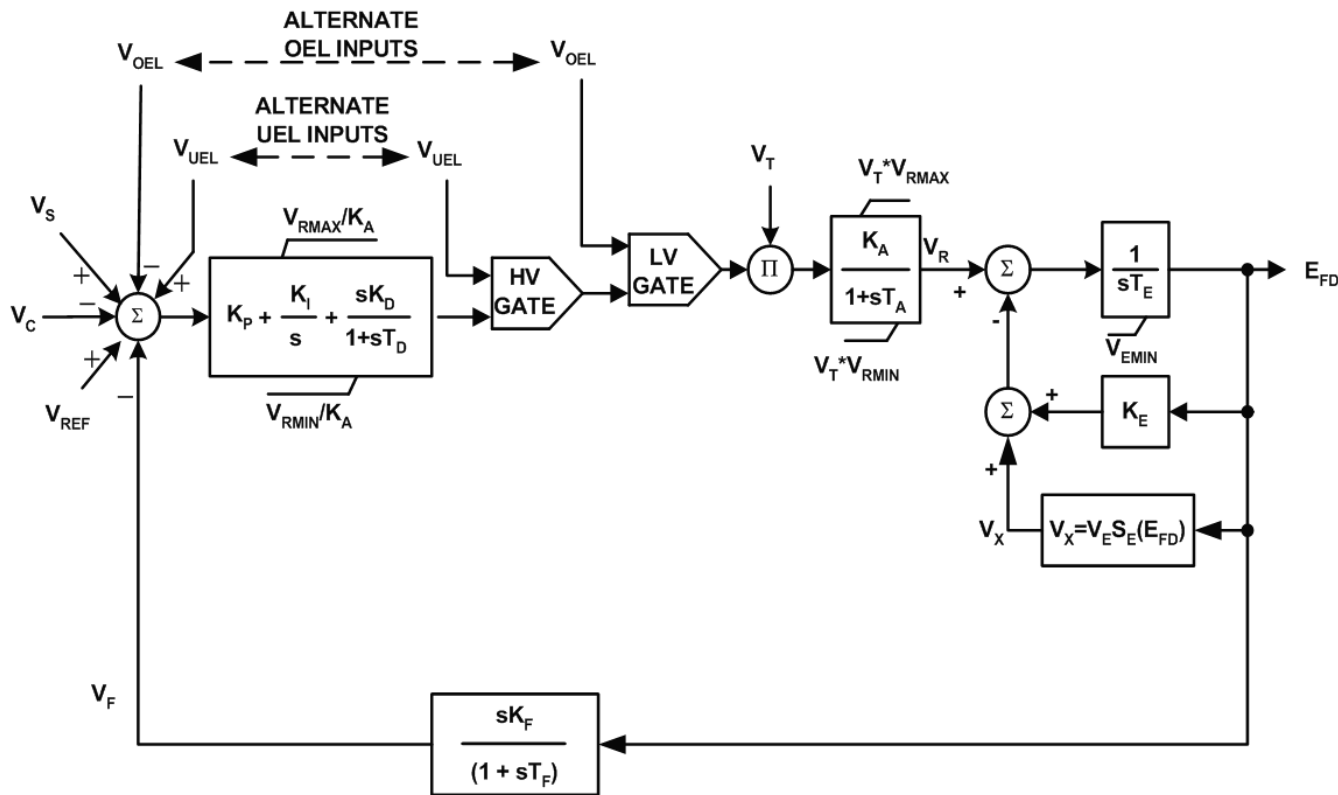 ALTERNATE
OEL INPUTS
V_OEL
V_OEL
ALTERNATE
UEL INPUTS
V_UEL
V_UEL
V_T
V_T*V_RMAX
V_S
V_RMAX/K_A
+
−
+
−
V_C
Σ
K_P + K_I/s + sK_D/1+sT_D
HV
GATE
LV
GATE
Π
K_A/1+sT_A
V_R
+
Σ
-
1/sT_E
E_FD
+
V_REF
−
V_RMIN/K_A
V_T*V_RMIN
V_EMIN
Σ
+
K_E
+
V_X
V_X=V_E S_E(E_FD)
V_F
sK_F/(1 + sT_F)